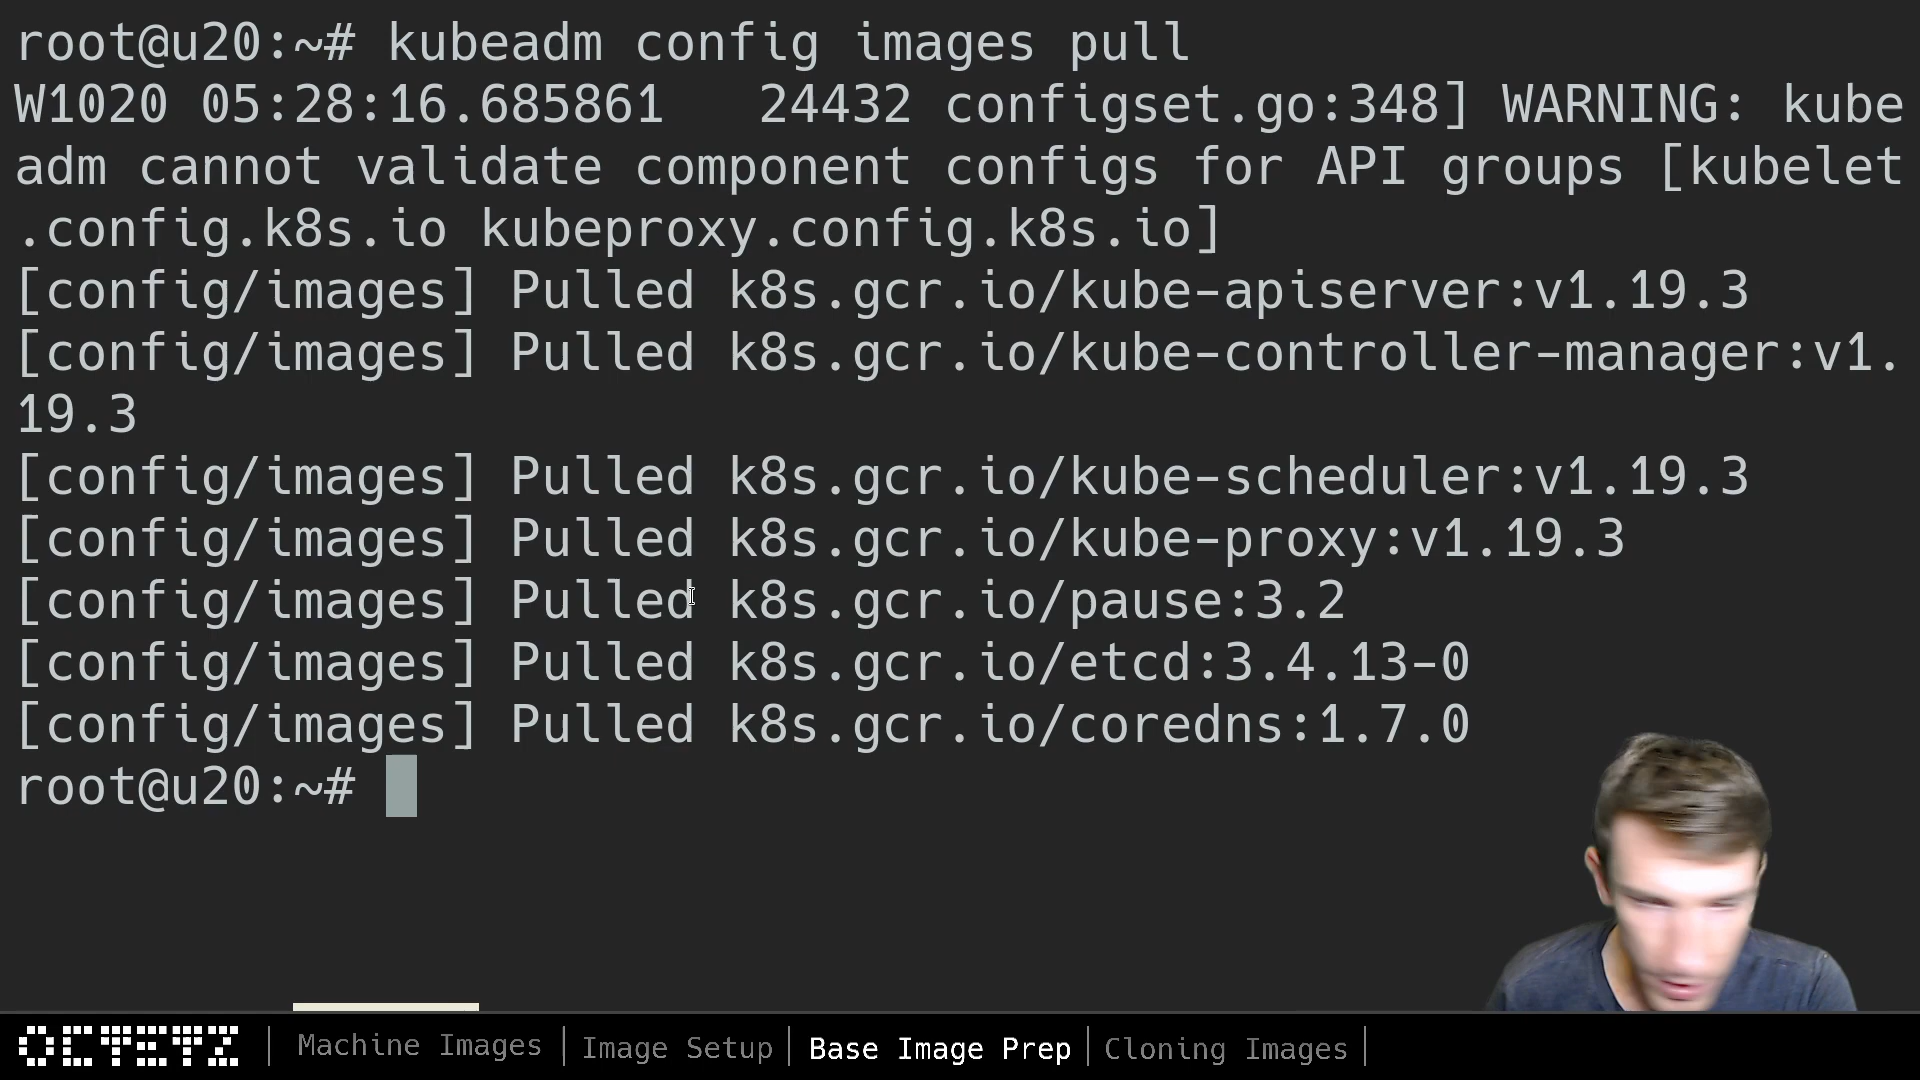 root@u20:~# kubeadm config images pull
W1020 05:28:16.685861   24432 configset.go:348] WARNING: kube
adm cannot validate component configs for API groups [kubelet
.config.k8s.io kubeproxy.config.k8s.io]
[config/images] Pulled k8s.gcr.io/kube-apiserver:v1.19.3
[config/images] Pulled k8s.gcr.io/kube-controller-manager:v1.
19.3
[config/images] Pulled k8s.gcr.io/kube-scheduler:v1.19.3
[config/images] Pulled k8s.gcr.io/kube-proxy:v1.19.3
[config/images] Pulled k8s.gcr.io/pause:3.2
[config/images] Pulled k8s.gcr.io/etcd:3.4.13-0
[config/images] Pulled k8s.gcr.io/coredns:1.7.0
root@u20:~#
OCTETZ | Machine Images | Image Setup | Base Image Prep | Cloning Images |